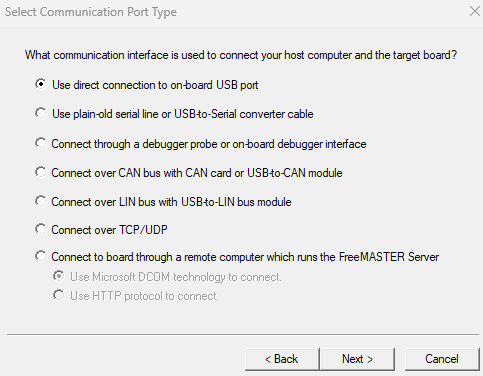 Select Communication Port Type
What communication interface is used to connect your host computer and the target board?
Use direct connection to on-board USB port
Use plain-old serial line or USB-to-Serial converter cable
Connect through a debugger probe or on-board debugger interface
Connect over CAN bus with CAN card or USB-to-CAN module
Connect over LIN bus with USB-to-LIN bus module
Connect over TCP/UDP
Connect to board through a remote computer which runs the FreeMASTER Server
Use Microsoft DCOM technology to connect.
Use HTTP protocol to connect.
< Back Next > Cancel